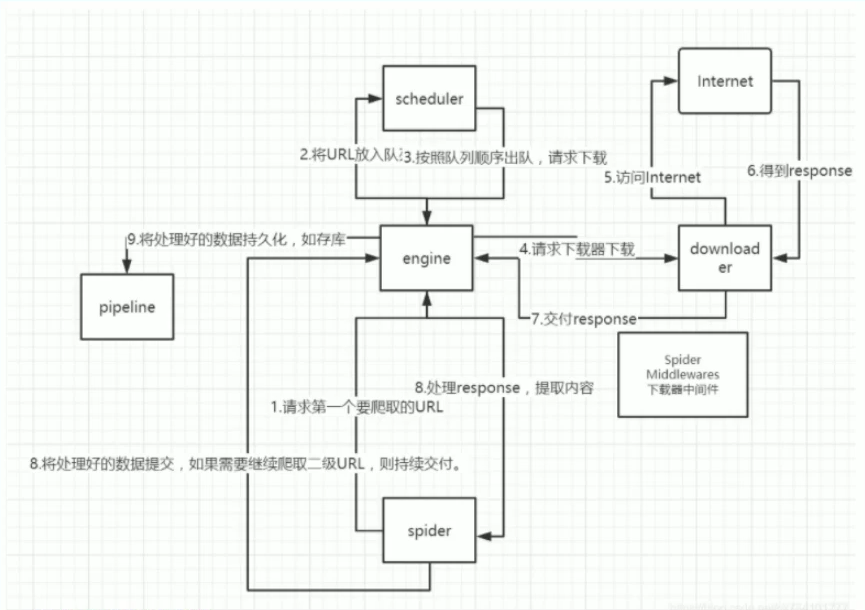 scheduler
Internet
2.将URL放入队
3.按照队列顺序出队，请求下载
5.访问Internet
6.得到response
9.将处理好的数据持久化，如存库
engine
4.请求下载器下载
download
er
pipeline
7.交付response
Spider
Middlewares
下载器中间件
8.处理response，提取内容
1.请求第一个要爬取的URL
8.将处理好的数据提交，如果需要继续爬取二级URL，则持续交付。
spider